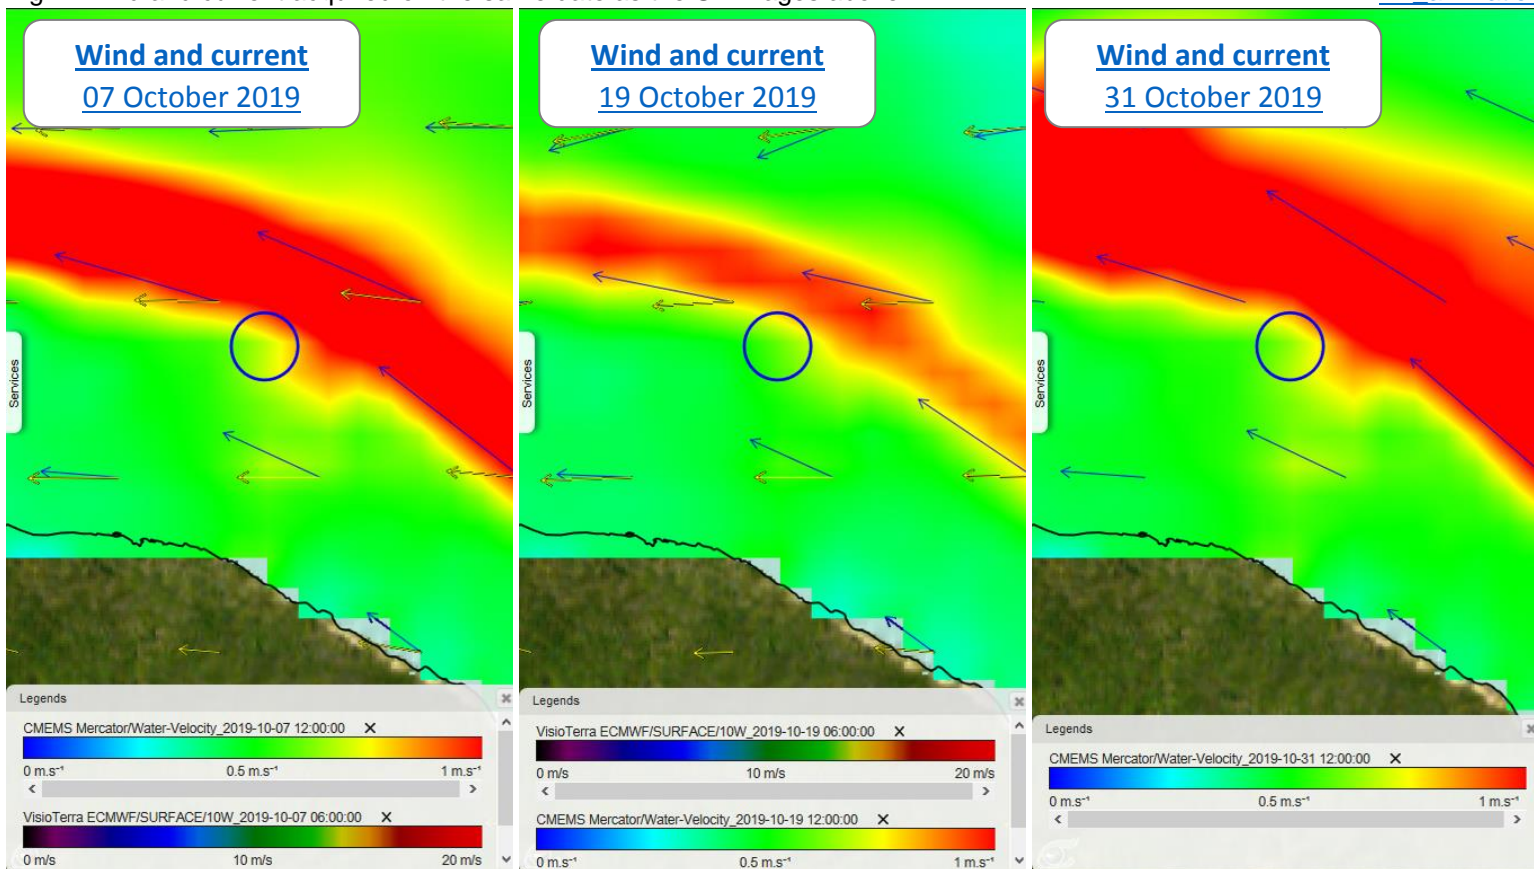 Wind and current
07 October 2019
Wind and current
19 October 2019
Wind and current
31 October 2019
Services
Services
Services
Legends
CMEMS Mercator/Water-Velocity_2019-10-07 12:00:00 X
0 m.s⁻¹ 0.5 m.s⁻¹ 1 m.s⁻¹
VisioTerra ECMWF/SURFACE/10W_2019-10-07 06:00:00 X
0 m/s 10 m/s 20 m/s
Legends
VisioTerra ECMWF/SURFACE/10W_2019-10-19 06:00:00 X
0 m/s 10 m/s 20 m/s
CMEMS Mercator/Water-Velocity_2019-10-19 12:00:00 X
0 m.s⁻¹ 0.5 m.s⁻¹ 1 m.s⁻¹
Legends
CMEMS Mercator/Water-Velocity_2019-10-31 12:00:00 X
0 m.s⁻¹ 0.5 m.s⁻¹ 1 m.s⁻¹